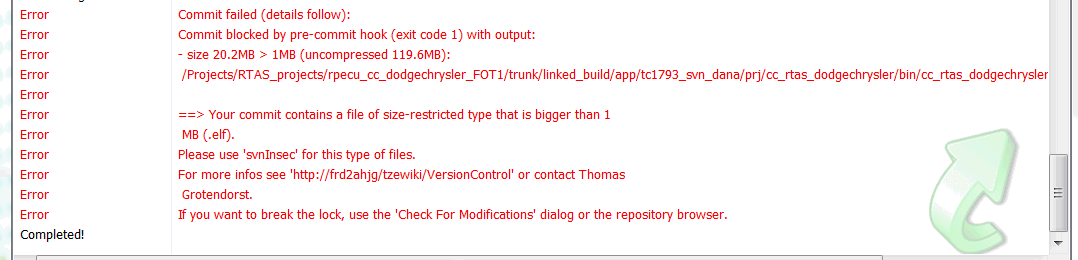 Error Commit failed (details follow):
Error Commit blocked by pre-commit hook (exit code 1) with output:
Error - size 20.2MB > 1MB (uncompressed 119.6MB):
Error /Projects/RTAS_projects/rpecu_cc_dodgechrysler_FOT1/trunk/linked_build/app/tc1793_svn_dana/prj/cc_rtas_dodgechrysler/bin/cc_rtas_dodgechrysler
Error
Error ==> Your commit contains a file of size-restricted type that is bigger than 1
Error MB (.elf).
Error Please use 'svnInsec' for this type of files.
Error For more infos see 'http://frd2ahjg/tzewiki/VersionControl' or contact Thomas
Error Grotendorst.
Error If you want to break the lock, use the 'Check For Modifications' dialog or the repository browser.
Completed!